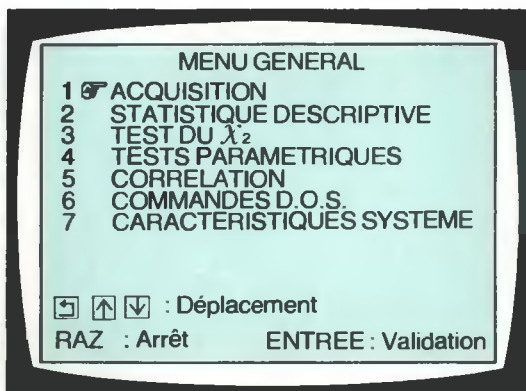 MENU GENERAL
1 ☞ ACQUISITION
2 STATISTIQUE DESCRIPTIVE
3 TEST DU χ2
4 TESTS PARAMETRIQUES
5 CORRELATION
6 COMMANDES D.O.S.
7 CARACTERISTIQUES SYSTEME
: Déplacement
RAZ : Arrêt ENTREE : Validation